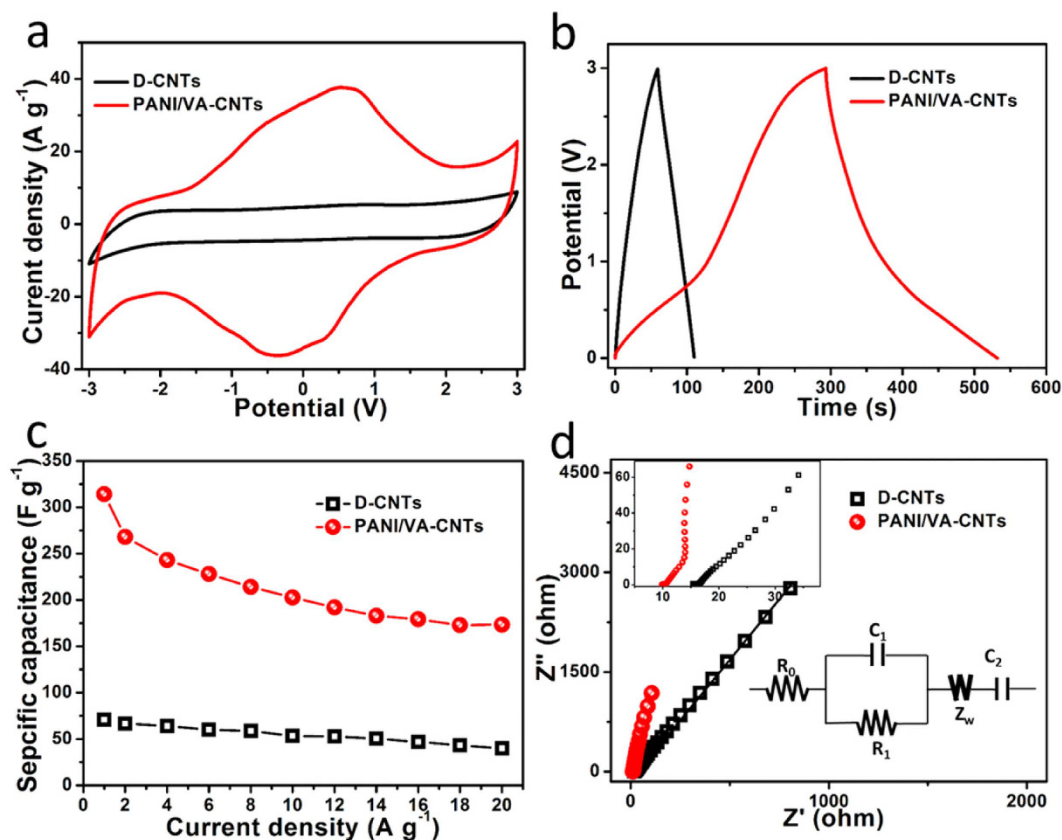 a
Curent density (A g⁻¹)
40
20
0
-20
-40
D-CNTs
PANI/VA-CNTs
-3 -2 -1 0 1 2 3
Potential (V)
b
Potential (V)
3
2
1
0
D-CNTs
PANI/VA-CNTs
0 100 200 300 400 500 600
Time (s)
c
Sepcific capacitance (F g⁻¹)
350
300
250
200
150
100
50
0
D-CNTs
PANI/VA-CNTs
0 2 4 6 8 10 12 14 16 18 20
Current density (A g⁻¹)
d
Z'' (ohm)
4500
3000
1500
0
60
40
20
0
10 20 30
D-CNTs
PANI/VA-CNTs
R₀
C₁
R₁
Z_w
C₂
0 1000 2000
Z' (ohm)